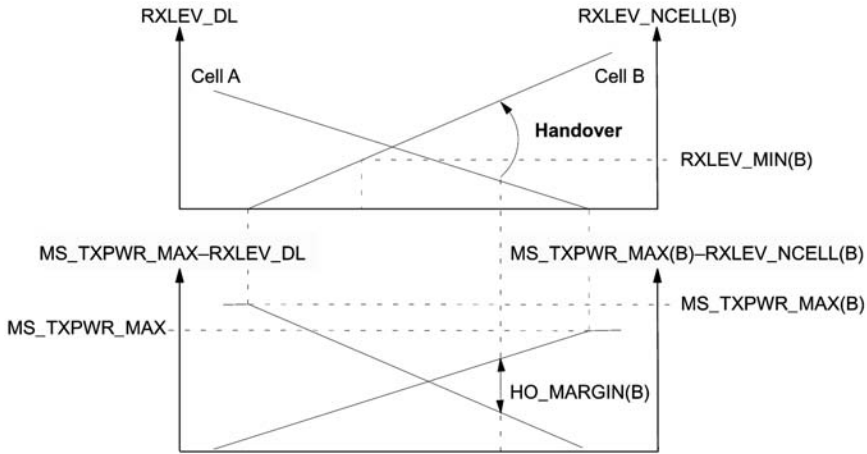 RXLEV_DL
RXLEV_NCELL(B)
Cell A
Cell B
Handover
RXLEV_MIN(B)
MS_TXPWR_MAX–RXLEV_DL
MS_TXPWR_MAX(B)–RXLEV_NCELL(B)
MS_TXPWR_MAX(B)
MS_TXPWR_MAX
HO_MARGIN(B)